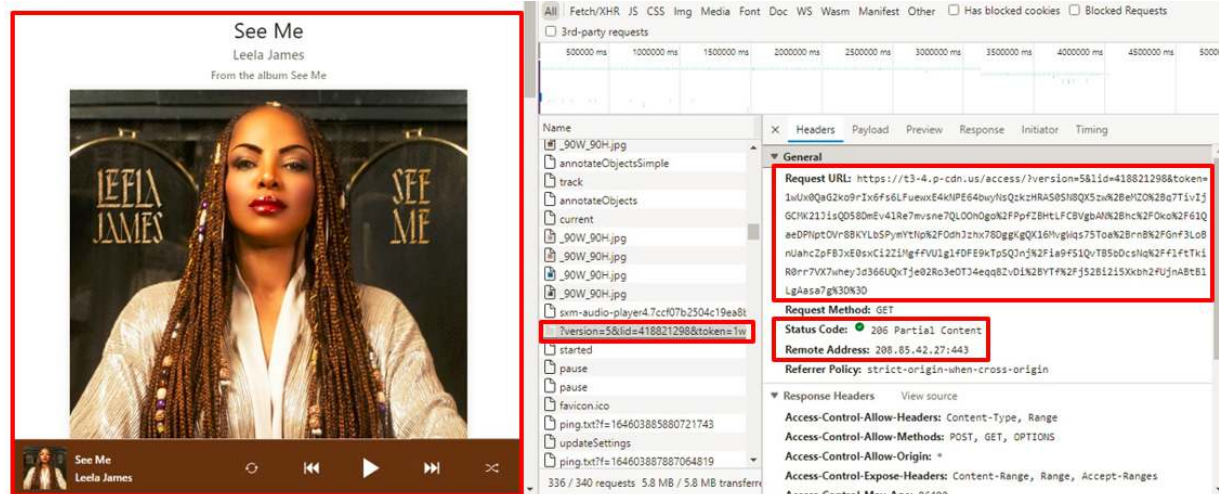 See Me
Leela James
From the album See Me
LEELA
JAMES
SEE
ME
See Me
Leela James
All Fetch/XHR JS CSS Img Media Font Doc WS Wasm Manifest Other Has blocked cookies Blocked Requests
3rd-party requests
500000 ms 1000000 ms 1500000 ms 2000000 ms 2500000 ms 3000000 ms 3500000 ms 4000000 ms 4500000 ms
Name
_90W_90H.jpg
annotateObjectsSimple
track
annotateObjects
current
_90W_90H.jpg
_90W_90H.jpg
_90W_90H.jpg
_90W_90H.jpg
sxm-audio-player4.7ccf07b2504c19ea8
?version=5&lid=418821298&token=1w
started
pause
pause
favicon.ico
ping.txt?f=164603885880721743
updateSettings
ping.txt?f=164603887887064819
336 / 340 requests 5.8 MB / 5.8 MB transferre
Headers Payload Preview Response Initiator Timing
General
Request URL: https://t3-4.p-cdn.us/access/?version=5&lid=418821298&token=
Request Method: GET
Status Code: 206 Partial Content
Remote Address: 208.85.42.27:443
Referrer Policy: strict-origin-when-cross-origin
Response Headers View source
Access-Control-Allow-Headers: Content-Type, Range
Access-Control-Allow-Methods: POST, GET, OPTIONS
Access-Control-Allow-Origin: *
Access-Control-Expose-Headers: Content-Range, Range, Accept-Ranges